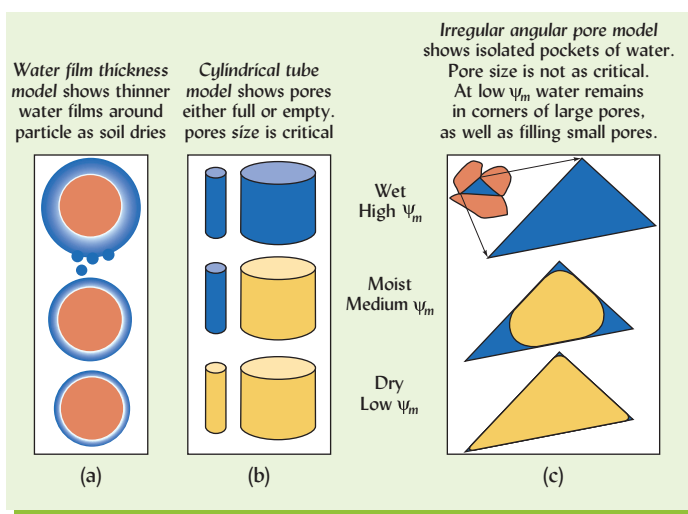 Water film thickness
model shows thinner
water films around
particle as soil dries
Cylindrical tube
model shows pores
either full or empty.
pores size is critical
Irregular angular pore model
shows isolated pockets of water.
Pore size is not as critical.
At low ψm water remains
in corners of large pores,
as well as filling small pores.
Wet
High ψm
Moist
Medium ψm
Dry
Low ψm
(a)
(b)
(c)